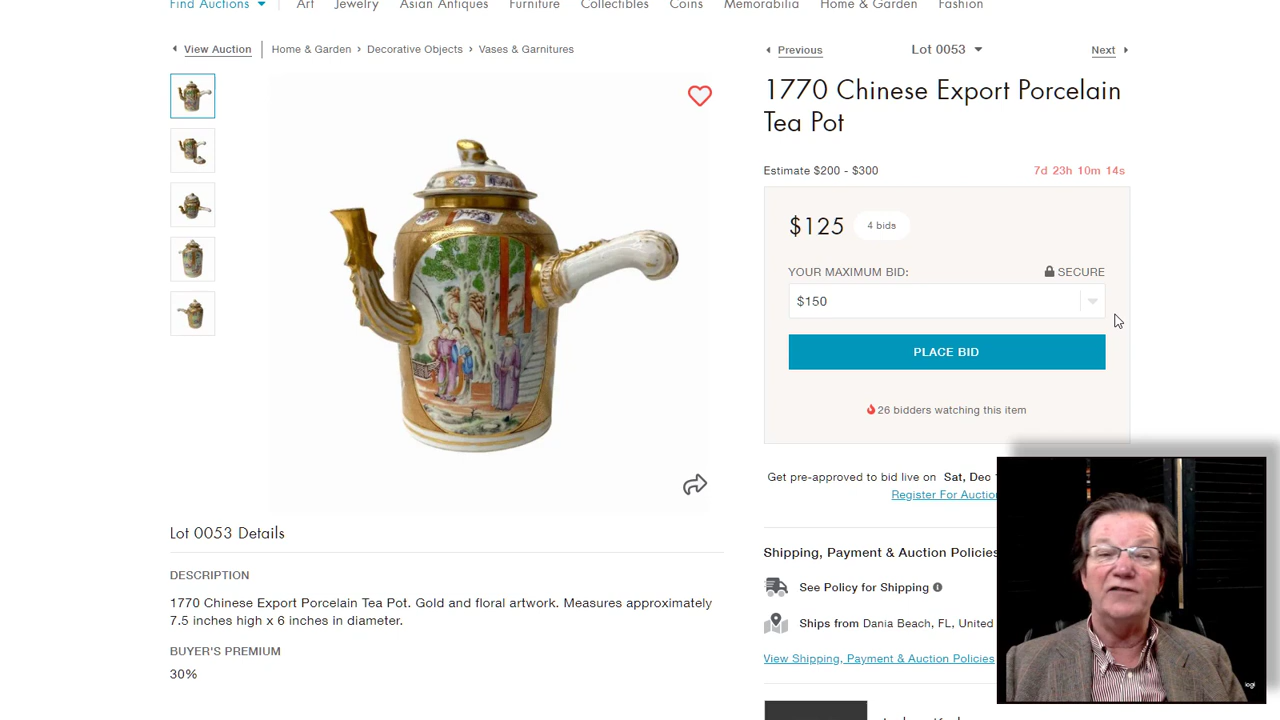 Find Auctions
Art
Jewelry
Asian Antiques
Furniture
Collectibles
Coins
Memorabilia
Home & Garden
Fashion
View Auction
Home & Garden › Decorative Objects › Vases & Garnitures
Previous
Lot 0053
Next
1770 Chinese Export Porcelain
Tea Pot
Estimate $200 - $300
7d 23h 10m 14s
$125
4 bids
YOUR MAXIMUM BID:
SECURE
$150
PLACE BID
26 bidders watching this item
Get pre-approved to bid live on Sat, Dec
Register For Auction
Shipping, Payment & Auction Policies
See Policy for Shipping
Ships from Dania Beach, FL, United
View Shipping, Payment & Auction Policies
Lot 0053 Details
DESCRIPTION
1770 Chinese Export Porcelain Tea Pot. Gold and floral artwork. Measures approximately
7.5 inches high x 6 inches in diameter.
BUYER'S PREMIUM
30%
logi